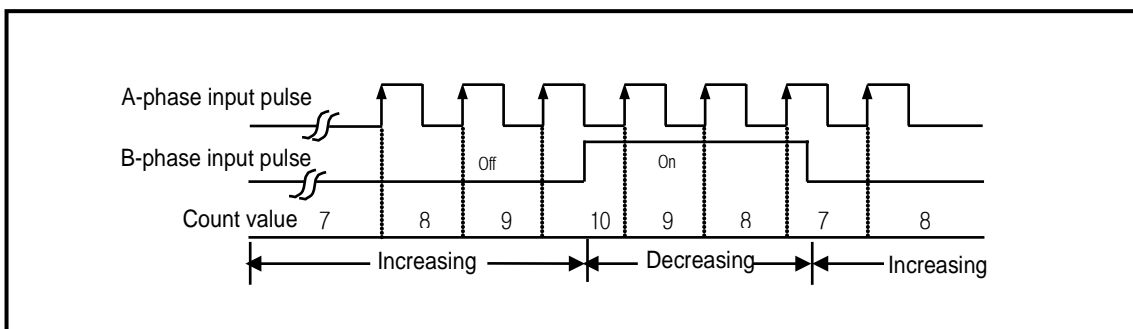 A-phase input pulse
B-phase input pulse
Off
On
Count value
7
8
9
10
9
8
7
8
Increasing
Decreasing
Increasing